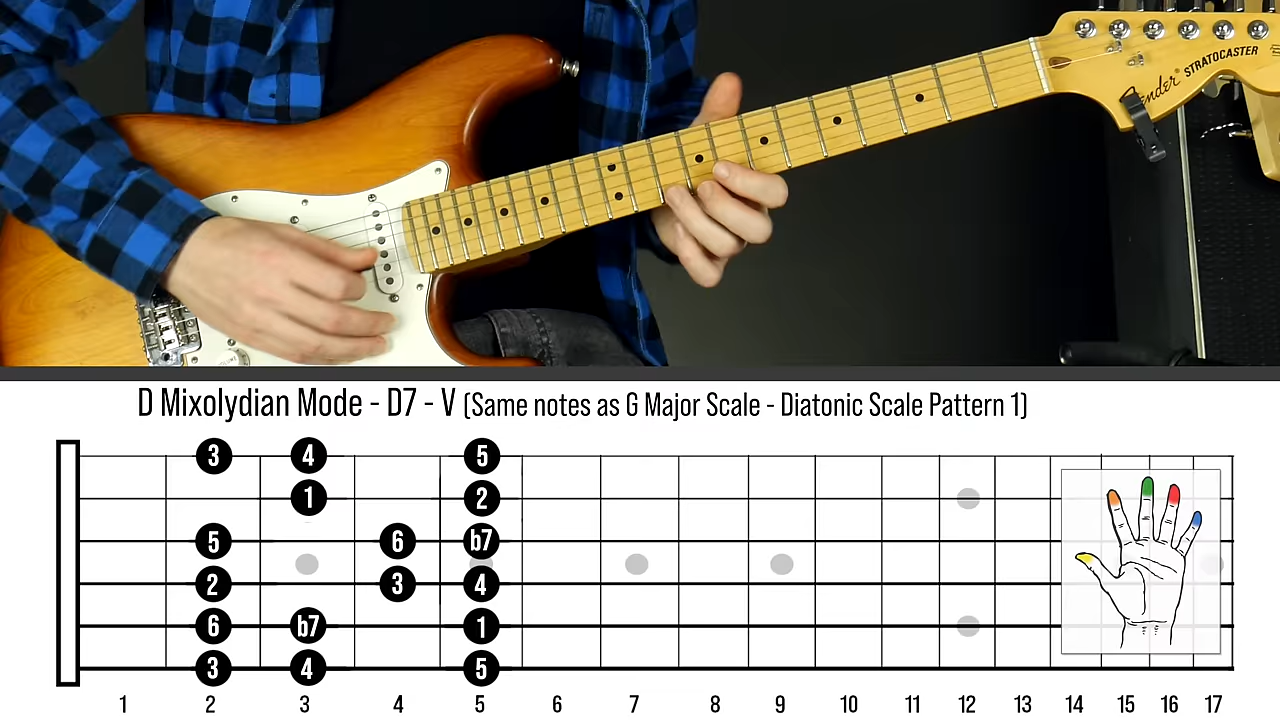 Fender® STRATOCASTER
D Mixolydian Mode - D7 - V (Same notes as G Major Scale - Diatonic Scale Pattern 1)
3 4 5
1 2
5 6 b7
2 3 4
6 b7 1
3 4 5
1 2 3 4 5 6 7 8 9 10 11 12 13 14 15 16 17